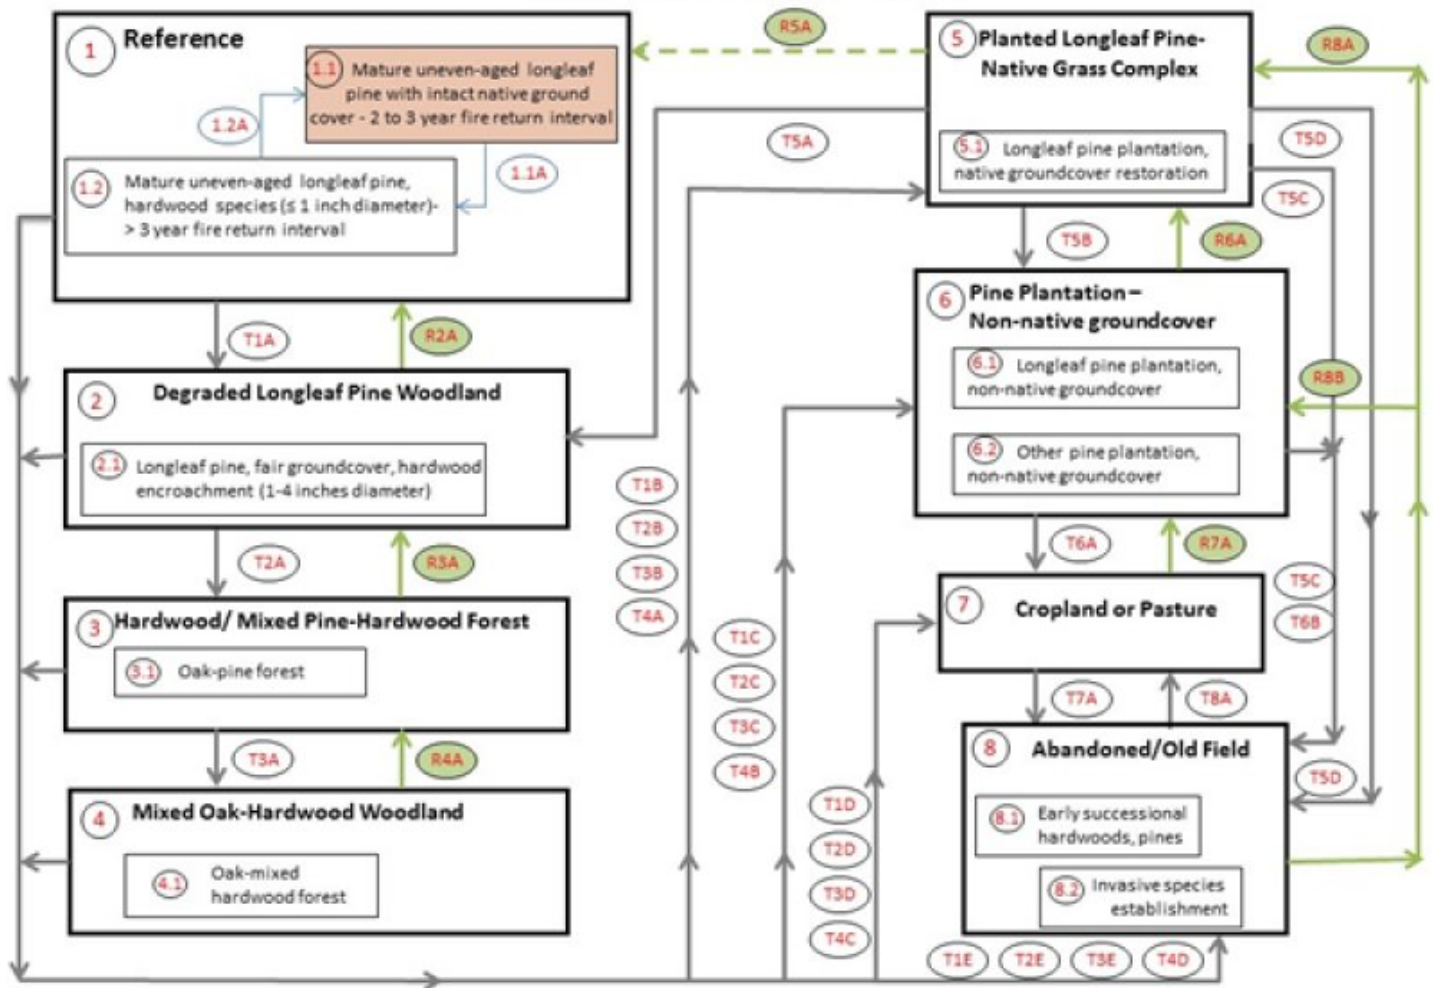 1
Reference
1.1
Mature uneven-aged longleaf
pine with intact native ground
cover - 2 to 3 year fire return interval
1.2A
1.1A
1.2
Mature uneven-aged longleaf pine,
hardwood species (≤ 1 inch diameter)-
> 3 year fire return interval
T1A
R2A
2
Degraded Longleaf Pine Woodland
2.1
Longleaf pine, fair groundcover, hardwood
encroachment (1-4 inches diameter)
T2A
R3A
3
Hardwood/ Mixed Pine-Hardwood Forest
3.1
Oak-pine forest
T3A
R4A
4
Mixed Oak-Hardwood Woodland
4.1
Oak-mixed
hardwood forest
R5A
T5A
T1B
T2B
T3B
T4A
T1C
T2C
T3C
T4B
T1D
T2D
T3D
T4C
5
Planted Longleaf Pine-
Native Grass Complex
5.1
Longleaf pine plantation,
native groundcover restoration
R8A
T5D
T5C
T5B
R6A
6
Pine Plantation –
Non-native groundcover
6.1
Longleaf pine plantation,
non-native groundcover
6.2
Other pine plantation,
non-native groundcover
R8B
T6A
R7A
T5C
T6B
7
Cropland or Pasture
T7A
T8A
8
Abandoned/Old Field
T5D
8.1
Early successional
hardwoods, pines
8.2
Invasive species
establishment
T1E T2E T3E T4D